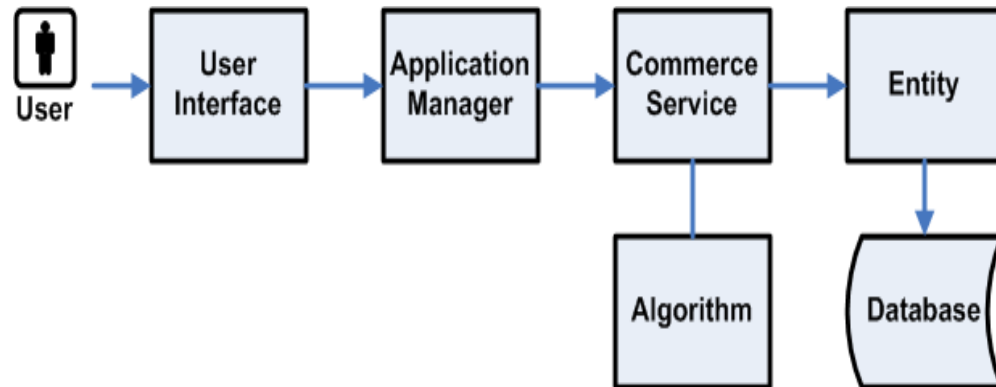 User
User
Interface
Application
Manager
Commerce
Service
Entity
Algorithm
Database